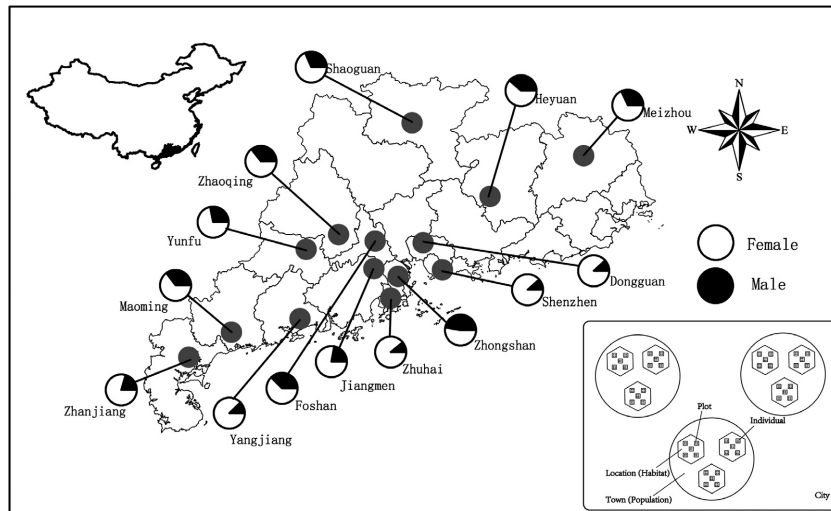 Shaoguan
Heyuan
Meizhou
N
W
E
S
Zhaoqing
Yunfu
Female
Dongguan
Male
Shenzhen
Maoming
Zhongshan
Zhuhai
Jiangmen
Foshan
Zhanjiang
Yangjiang
Plot
Individual
Location (Habitat)
Town (Population)
City